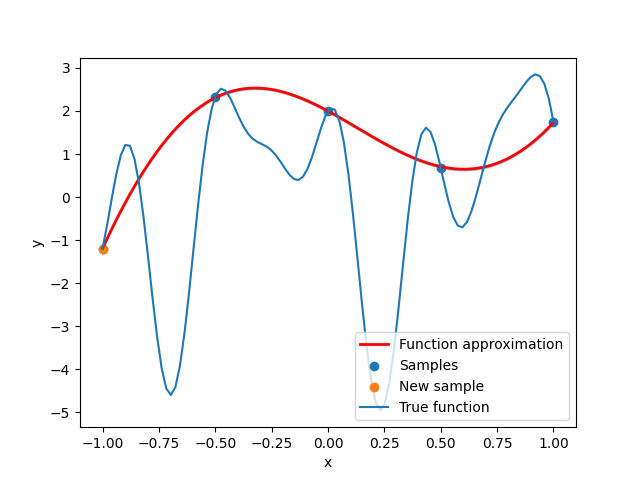 3
2
1
0
−1
−2
−3
−4
−5
y
Function approximation
Samples
New sample
True function
−1.00 −0.75 −0.50 −0.25 0.00 0.25 0.50 0.75 1.00
x